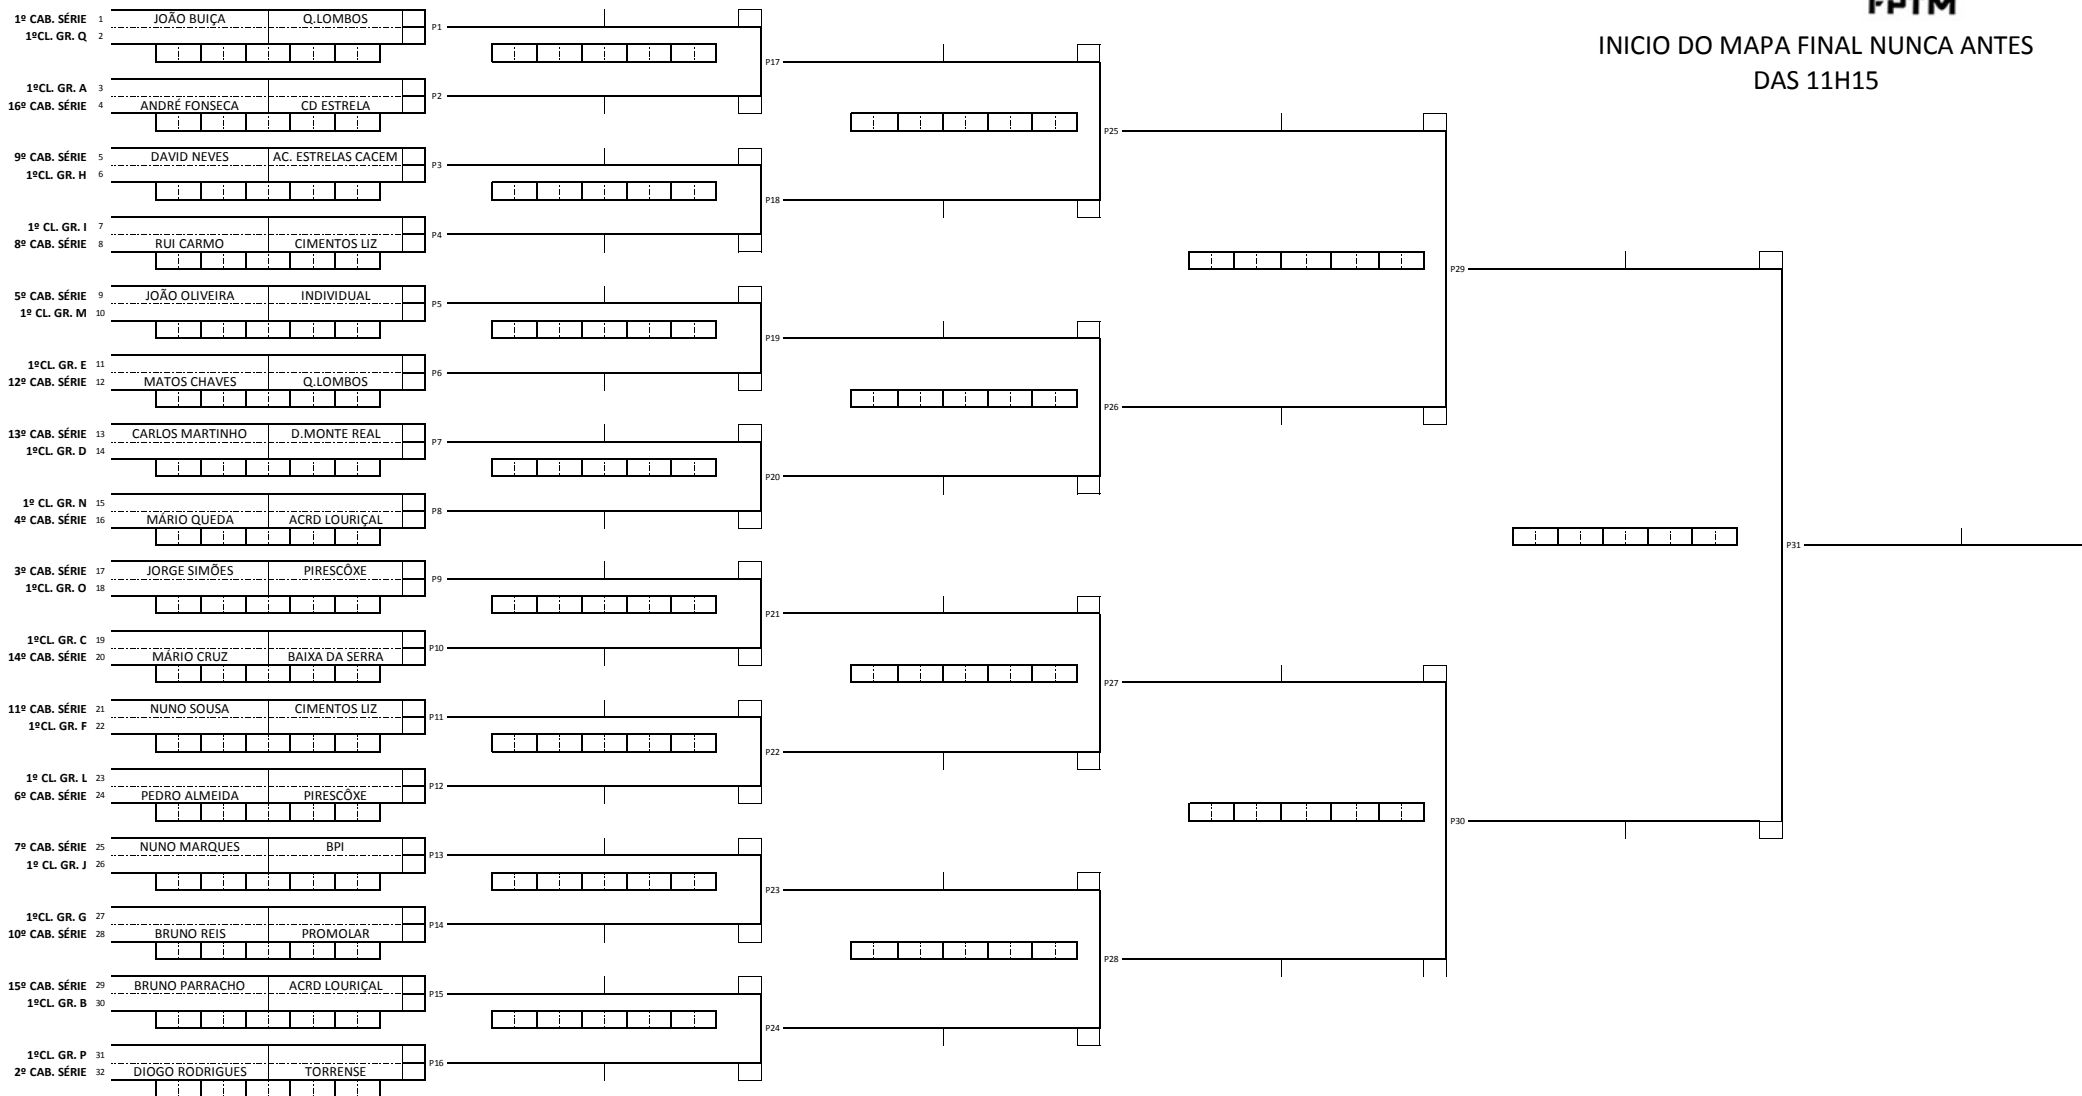 FPTM
INICIO DO MAPA FINAL NUNCA ANTES
DAS 11H15
1º CAB. SÉRIE 1 JOÃO BUIÇA Q.LOMBOS
1ºCL. GR. Q 2
P1
1ºCL. GR. A 3
16º CAB. SÉRIE 4 ANDRÉ FONSECA CD ESTRELA
P2
9º CAB. SÉRIE 5 DAVID NEVES AC. ESTRELAS CACEM
1ºCL. GR. H 6
P3
1º CL. GR. I 7
8º CAB. SÉRIE 8 RUI CARMO CIMENTOS LIZ
P4
5º CAB. SÉRIE 9 JOÃO OLIVEIRA INDIVIDUAL
1º CL. GR. M 10
P5
1ºCL. GR. E 11
12º CAB. SÉRIE 12 MATOS CHAVES Q.LOMBOS
P6
13º CAB. SÉRIE 13 CARLOS MARTINHO D.MONTE REAL
1ºCL. GR. D 14
P7
1º CL. GR. N 15
4º CAB. SÉRIE 16 MÁRIO QUEDA ACRD LOURIÇAL
P8
3º CAB. SÉRIE 17 JORGE SIMÕES PIRESCÔXE
1ºCL. GR. O 18
P9
1ºCL. GR. C 19
14º CAB. SÉRIE 20 MÁRIO CRUZ BAIXA DA SERRA
P10
11º CAB. SÉRIE 21 NUNO SOUSA CIMENTOS LIZ
1ºCL. GR. F 22
P11
1º CL. GR. L 23
6º CAB. SÉRIE 24 PEDRO ALMEIDA PIRESCÔXE
P12
7º CAB. SÉRIE 25 NUNO MARQUES BPI
1º CL. GR. J 26
P13
1ºCL. GR. G 27
10º CAB. SÉRIE 28 BRUNO REIS PROMOLAR
P14
15º CAB. SÉRIE 29 BRUNO PARRACHO ACRD LOURIÇAL
1ºCL. GR. B 30
P15
1ºCL. GR. P 31
2º CAB. SÉRIE 32 DIOGO RODRIGUES TORRENSE
P16
P17
P18
P19
P20
P21
P22
P23
P24
P25
P26
P27
P28
P29
P30
P31